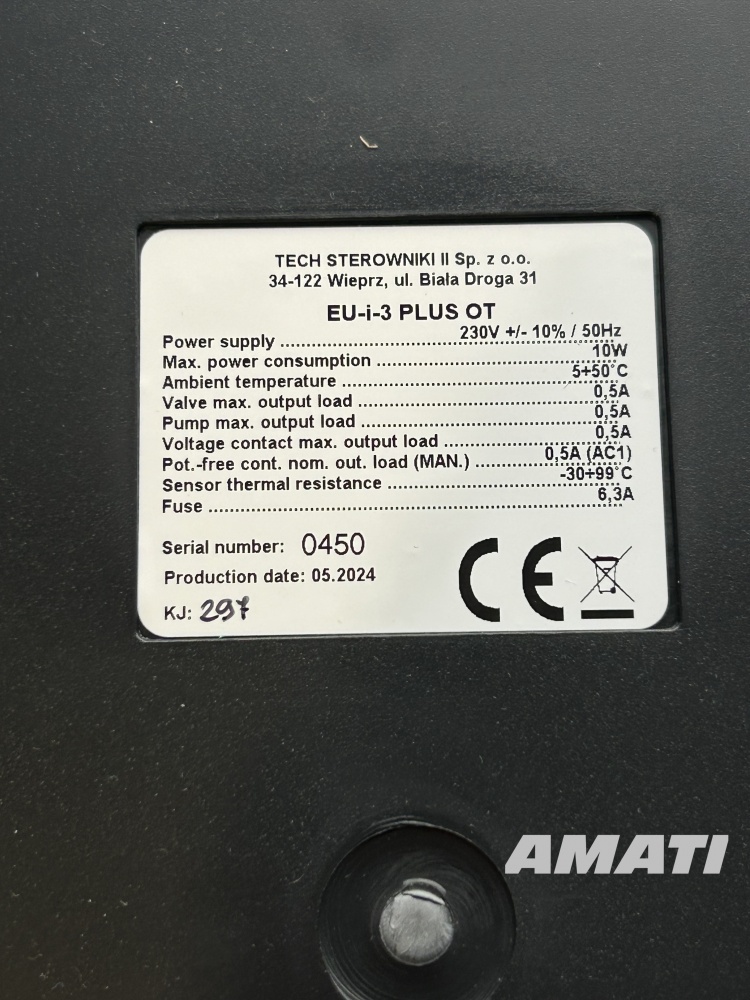 TECH STEROWNIKI II Sp. z o.o.
34-122 Wieprz, ul. Biała Droga 31
EU-i-3 PLUS OT
Power supply ........ 230V +/- 10% / 50Hz
Max. power consumption ........ 10W
Ambient temperature ........ 5÷50°C
Valve max. output load ........ 0,5A
Pump max. output load ........ 0,5A
Voltage contact max. output load ........ 0,5A
Pot.-free cont. nom. out. load (MAN.) ........ 0,5A (AC1)
Sensor thermal resistance ........ -30÷99°C
Fuse ........ 6,3A
Serial number: 0450
Production date: 05.2024
KJ: 297
CE
AMATI